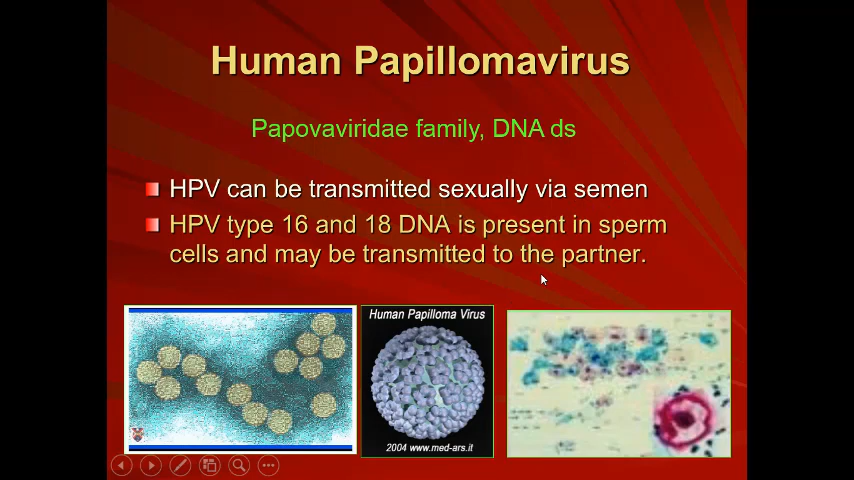 Human Papillomavirus
Papovaviridae family, DNA ds
HPV can be transmitted sexually via semen
HPV type 16 and 18 DNA is present in sperm
cells and may be transmitted to the partner.
Human Papilloma Virus
2004 www.med-ars.it